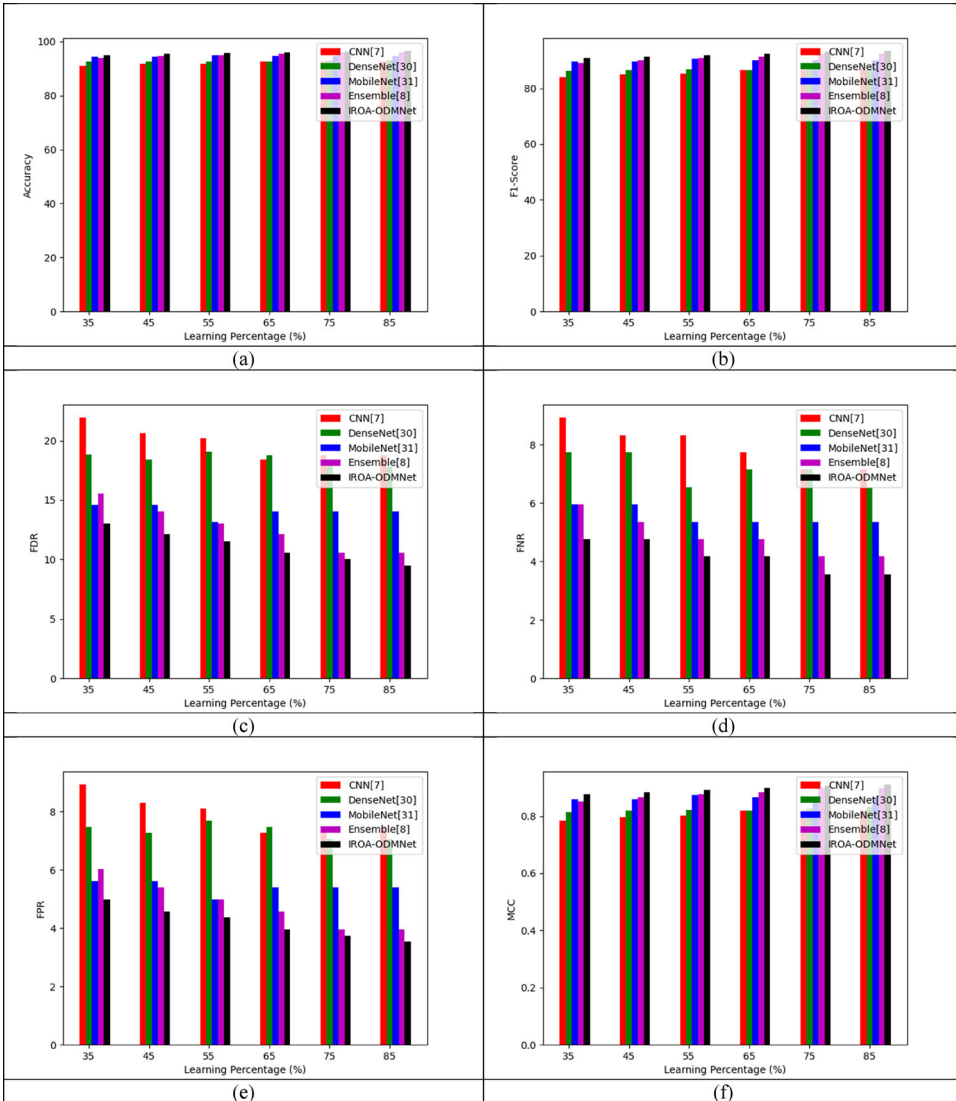 100
80
60
40
20
0
Accuracy
CNN[7]
DenseNet[30]
MobileNet[31]
Ensemble[8]
IROA-ODMNet
35 45 55 65 75 85
Learning Percentage (%)
(a)
80
60
40
20
0
F1-Score
CNN[7]
DenseNet[30]
MobileNet[31]
Ensemble[8]
IROA-ODMNet
35 45 55 65 75 85
Learning Percentage (%)
(b)
20
15
10
5
0
FDR
CNN[7]
DenseNet[30]
MobileNet[31]
Ensemble[8]
IROA-ODMNet
35 45 55 65 75 85
Learning Percentage (%)
(c)
8
6
4
2
0
FNR
CNN[7]
DenseNet[30]
MobileNet[31]
Ensemble[8]
IROA-ODMNet
35 45 55 65 75 85
Learning Percentage (%)
(d)
8
6
4
2
0
FPR
CNN[7]
DenseNet[30]
MobileNet[31]
Ensemble[8]
IROA-ODMNet
35 45 55 65 75 85
Learning Percentage (%)
(e)
0.8
0.6
0.4
0.2
0.0
MCC
CNN[7]
DenseNet[30]
MobileNet[31]
Ensemble[8]
IROA-ODMNet
35 45 55 65 75 85
Learning Percentage (%)
(f)